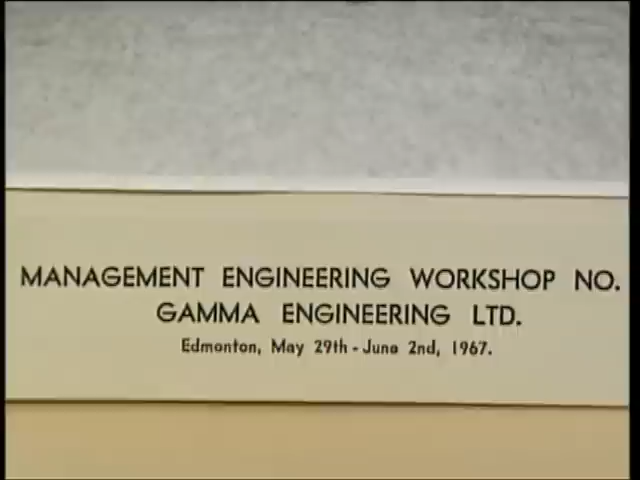 MANAGEMENT ENGINEERING WORKSHOP NO.
GAMMA ENGINEERING LTD.
Edmonton, May 29th - June 2nd, 1967.